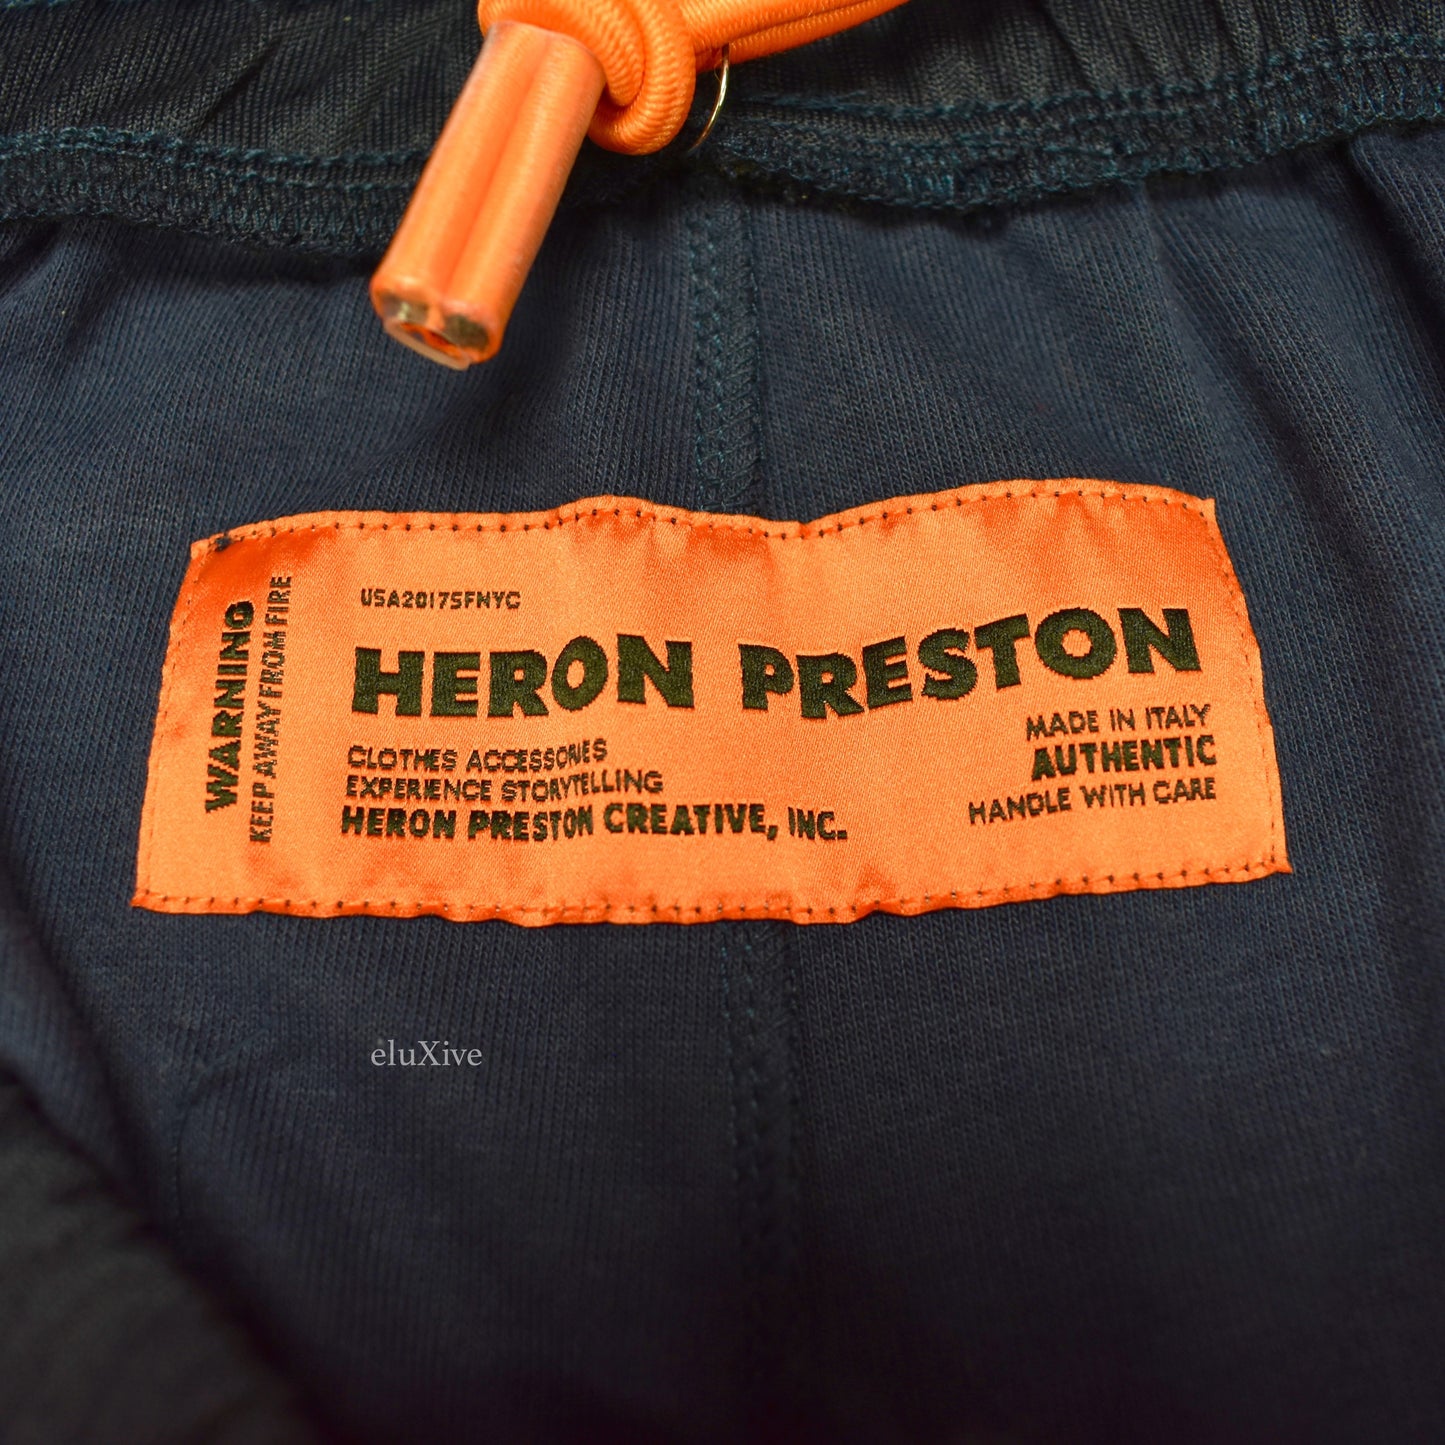 WARNING
KEEP AWAY FROM FIRE
USA2017SFNYC
HERON PRESTON
CLOTHES ACCESSORIES
EXPERIENCE STORYTELLING
HERON PRESTON CREATIVE, INC.
MADE IN ITALY
AUTHENTIC
HANDLE WITH CARE
eluXive